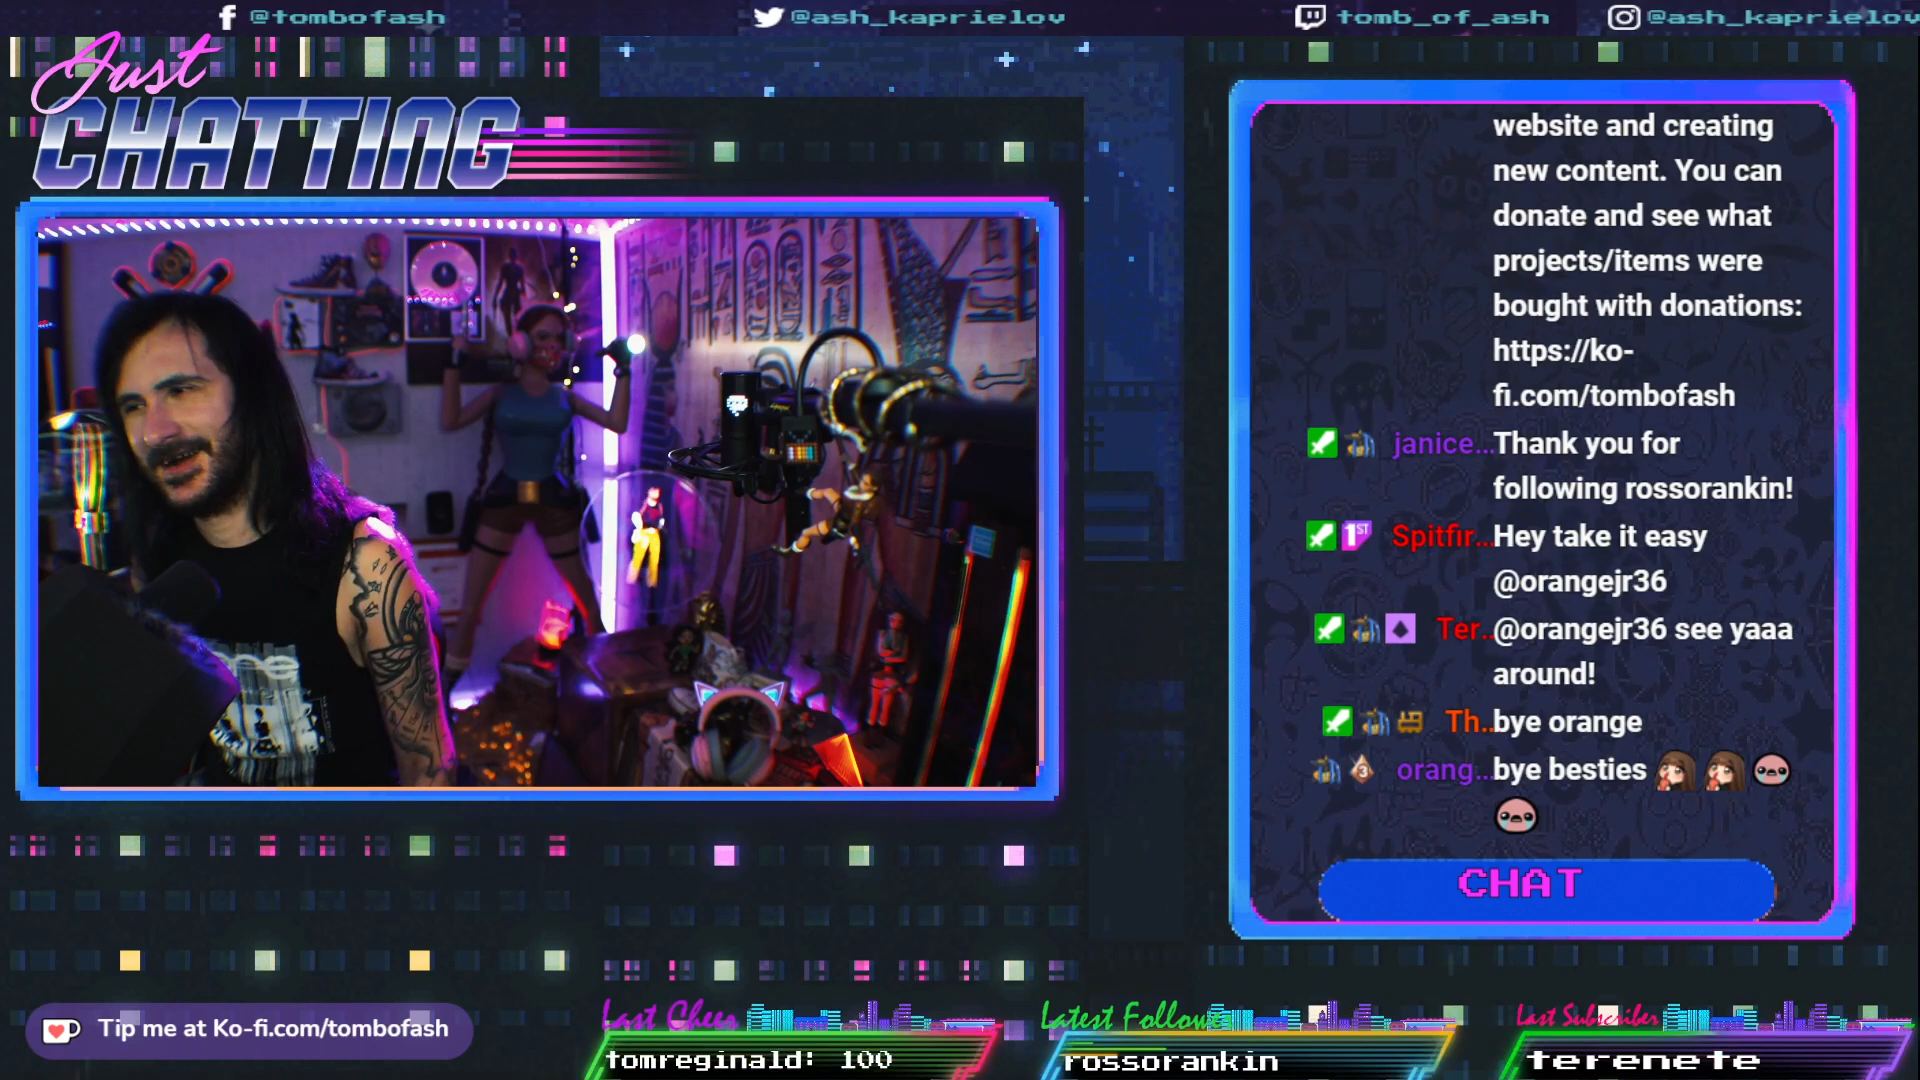 @tombofash
@ash_kaprielov
tomb_of_ash
@ash_kaprielov
Just
CHATTING
website and creating
new content. You can
donate and see what
projects/items were
bought with donations:
https://ko-
fi.com/tombofash
janice... Thank you for
following rossorankin!
1ST Spitfir... Hey take it easy
@orangejr36
Ter.. @orangejr36 see yaaa
around!
Th.. bye orange
3 orang... bye besties
CHAT
Tip me at Ko-fi.com/tombofash
Last Cheer
tomreginald: 100
Latest Follower
rossorankin
Last Subscriber
terenete